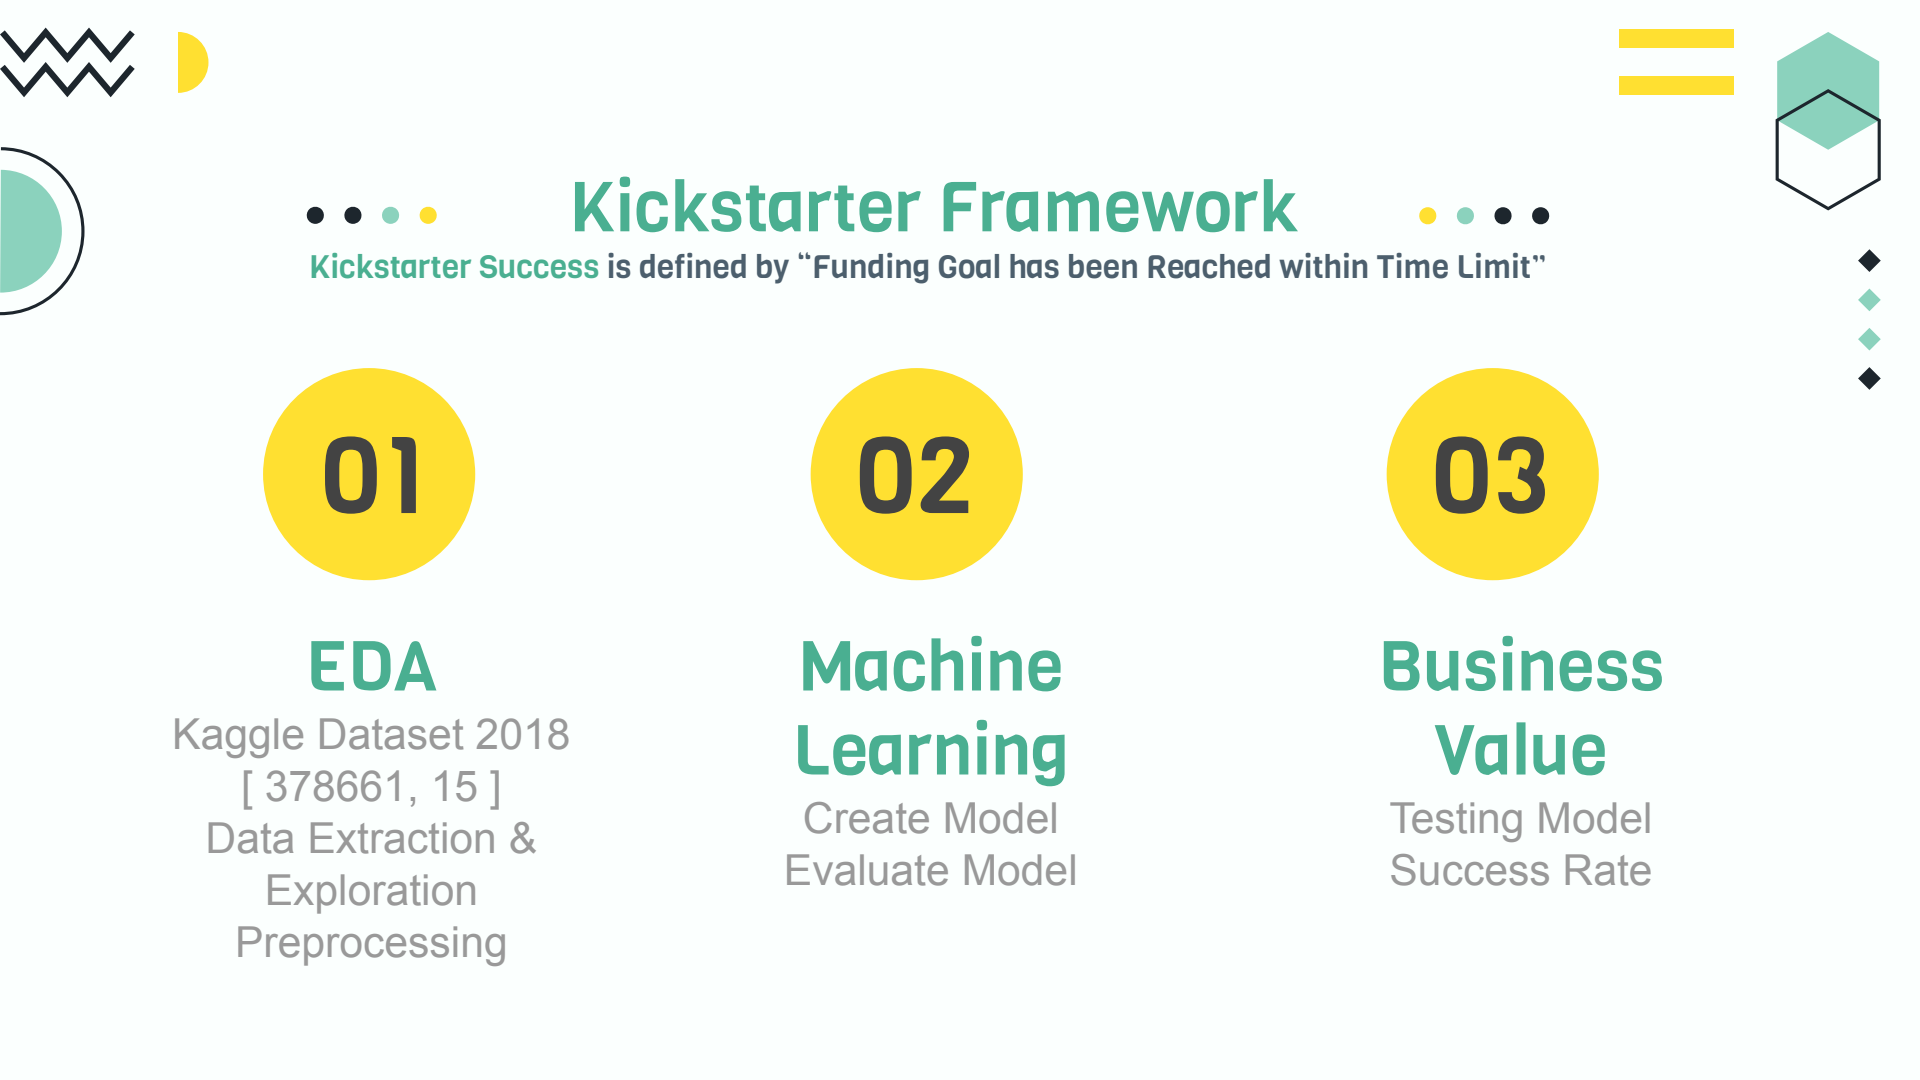 Kickstarter Framework
Kickstarter Success is defined by “Funding Goal has been Reached within Time Limit”
01
EDA
Kaggle Dataset 2018
[ 378661, 15 ]
Data Extraction &
Exploration
Preprocessing
02
Machine
Learning
Create Model
Evaluate Model
03
Business
Value
Testing Model
Success Rate